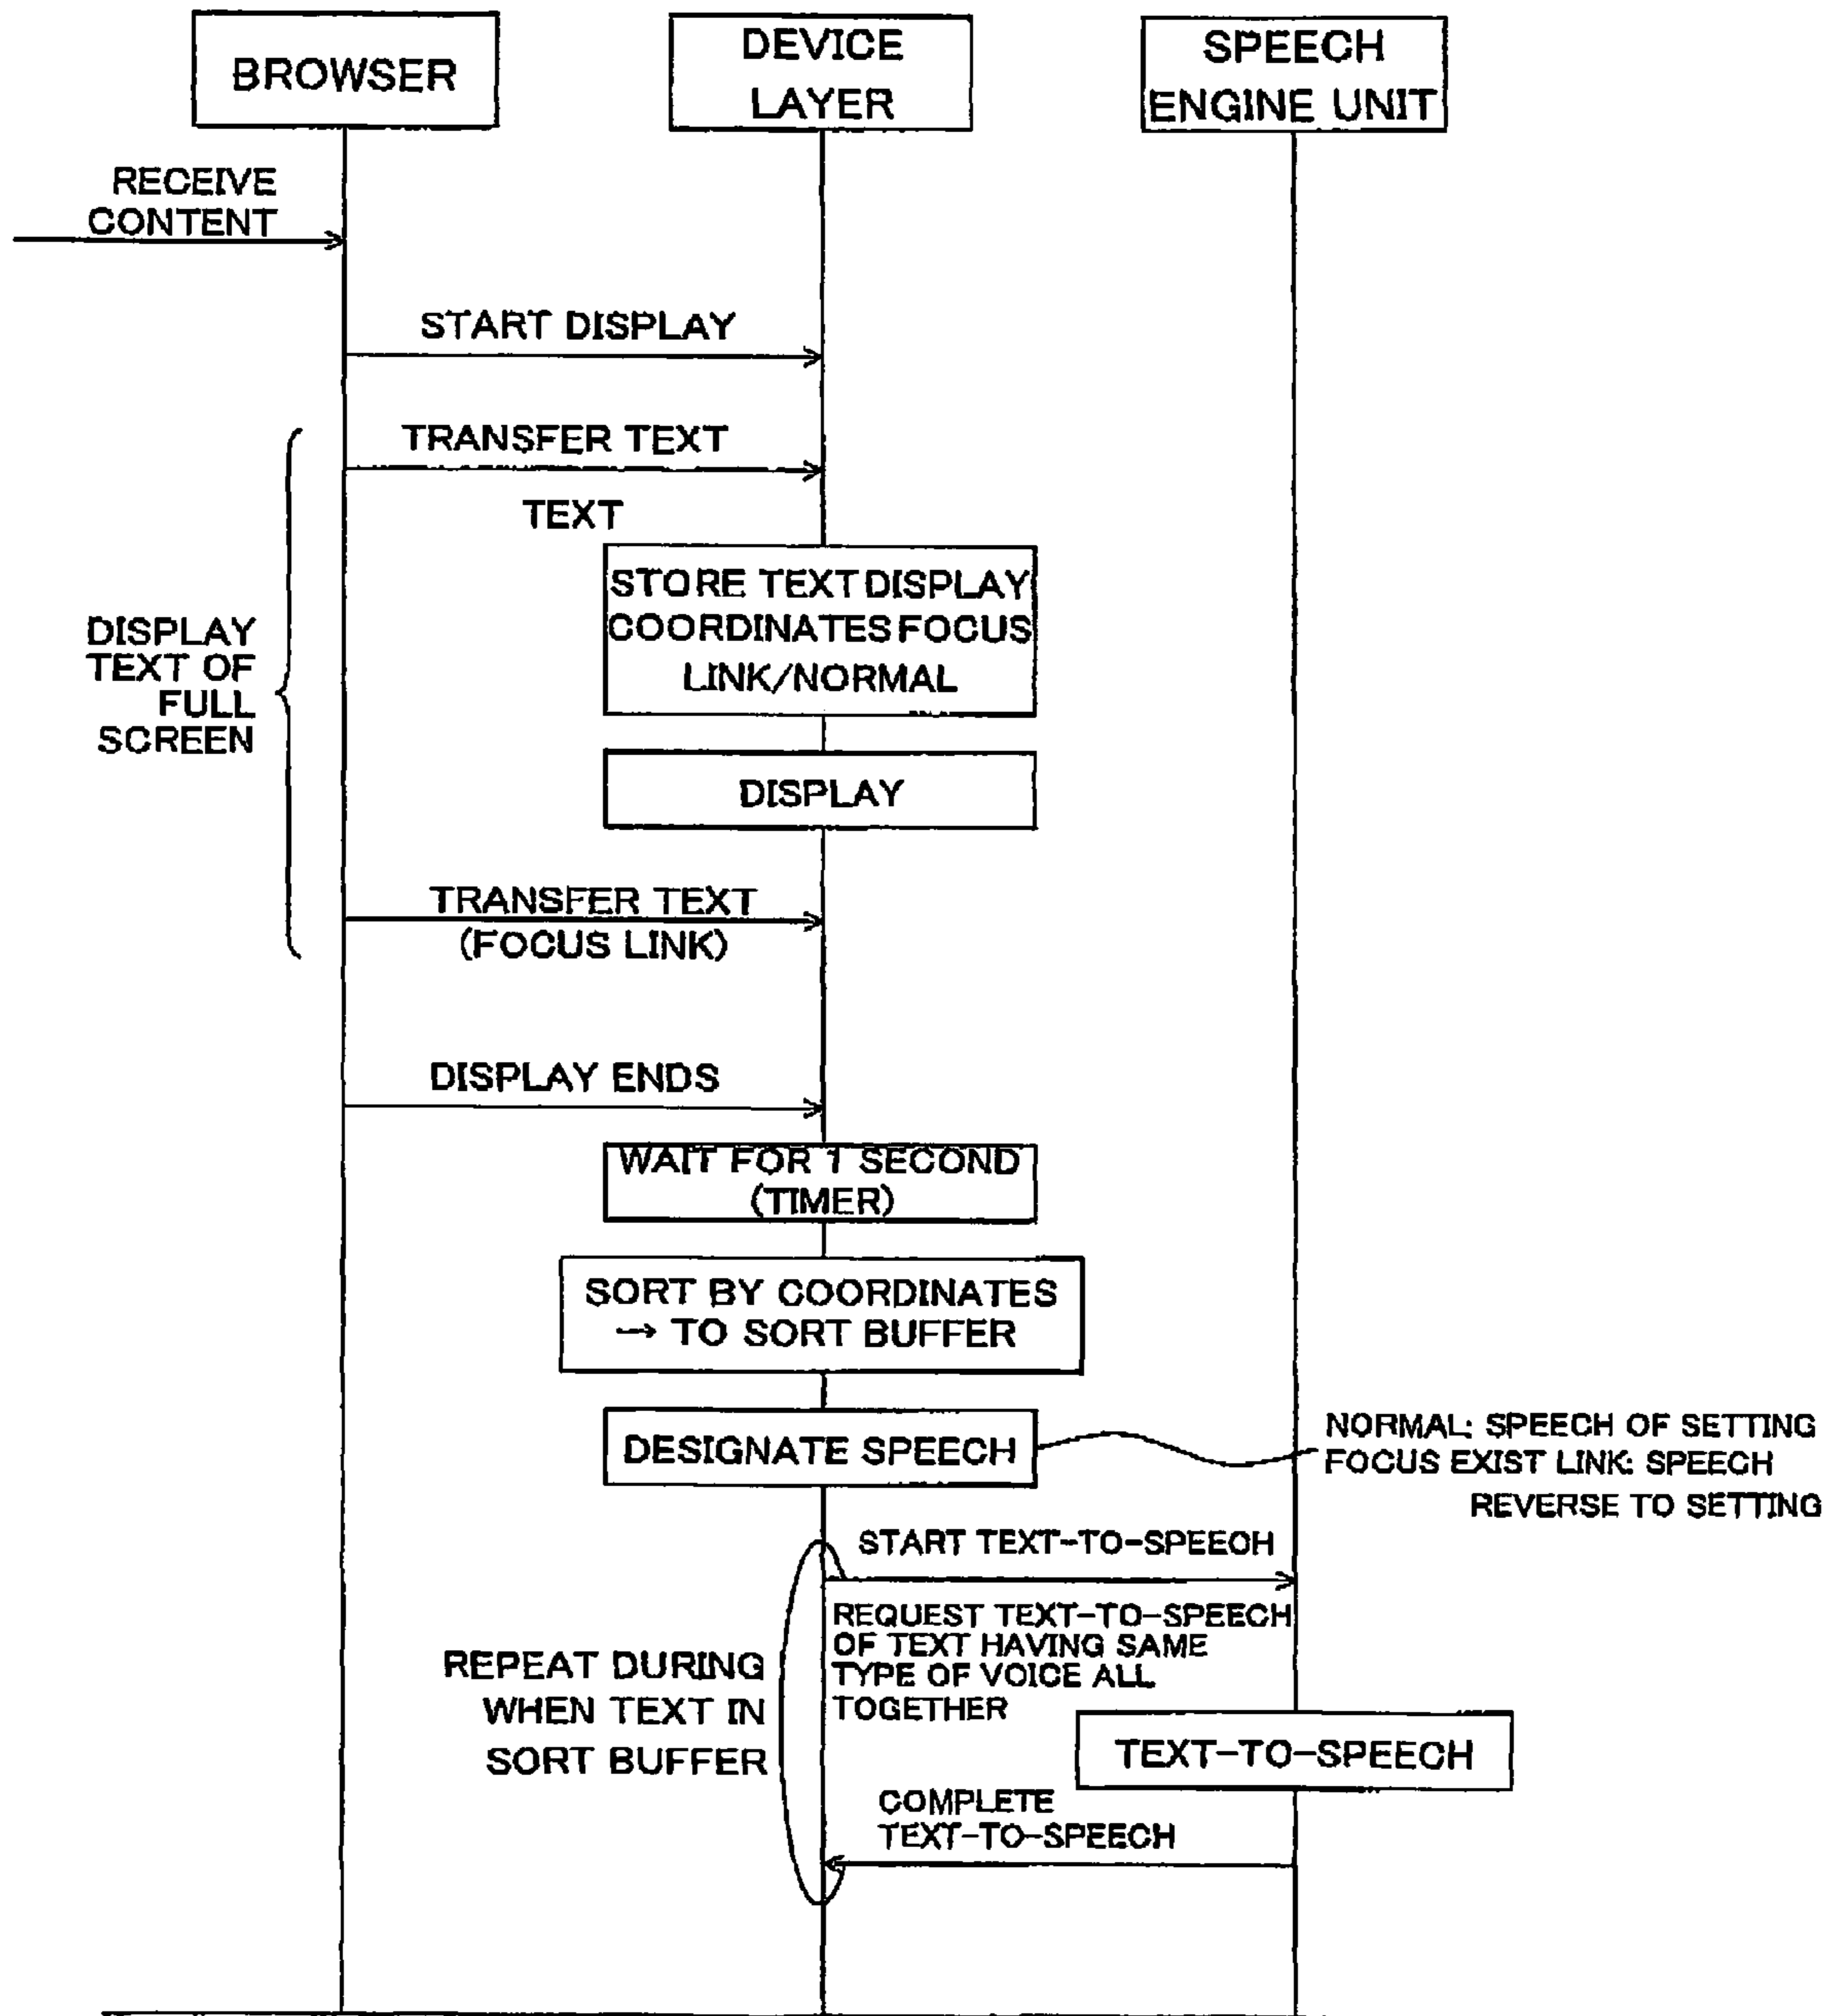 BROWSER
DEVICE
LAYER
SPEECH
ENGINE UNIT
RECEIVE
CONTENT
START DISPLAY
TRANSFER TEXT
TEXT
STORE TEXT DISPLAY
COORDINATES FOCUS
LINK/NORMAL
DISPLAY
TEXT OF
FULL
SCREEN
DISPLAY
TRANSFER TEXT
(FOCUS LINK)
DISPLAY ENDS
WAIT FOR 1 SECOND
(TIMER)
SORT BY COORDINATES
→ TO SORT BUFFER
DESIGNATE SPEECH
NORMAL: SPEECH OF SETTING
FOCUS EXIST LINK: SPEECH
REVERSE TO SETTING
START TEXT-TO-SPEECH
REQUEST TEXT-TO-SPEECH
OF TEXT HAVING SAME
TYPE OF VOICE ALL
TOGETHER
REPEAT DURING
WHEN TEXT IN
SORT BUFFER
TEXT-TO-SPEECH
COMPLETE
TEXT-TO-SPEECH